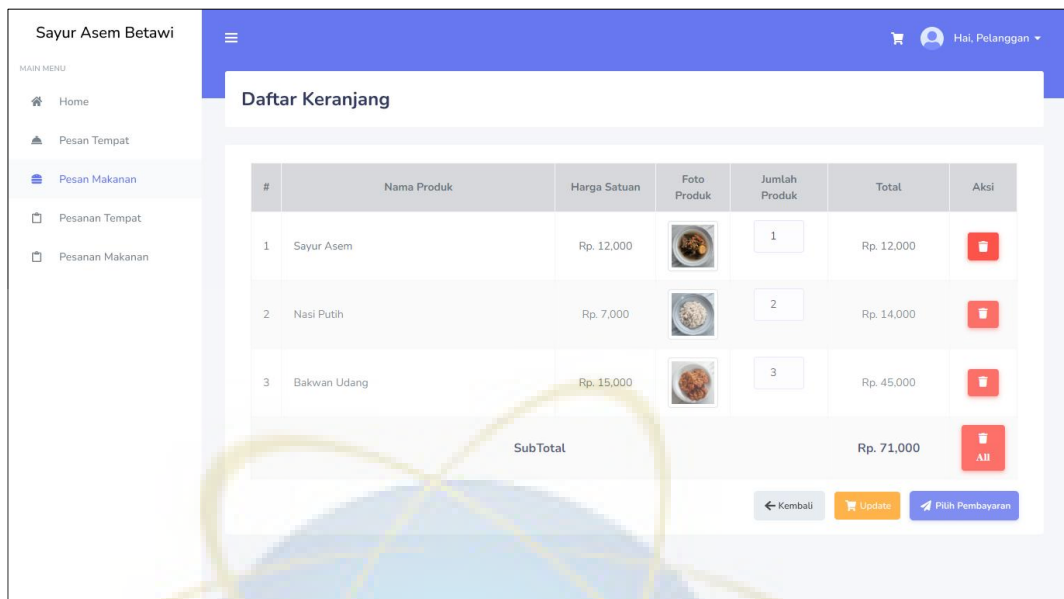 Sayur Asem Betawi
Hai, Pelanggan
MAIN MENU
Home
Pesan Tempat
Pesan Makanan
Pesanan Tempat
Pesanan Makanan
Daftar Keranjang
# Nama Produk Harga Satuan Foto Produk Jumlah Produk Total Aksi
1 Sayur Asem Rp. 12,000 1 Rp. 12,000
2 Nasi Putih Rp. 7,000 2 Rp. 14,000
3 Bakwan Udang Rp. 15,000 3 Rp. 45,000
SubTotal Rp. 71,000 All
Kembali Update Pilih Pembayaran